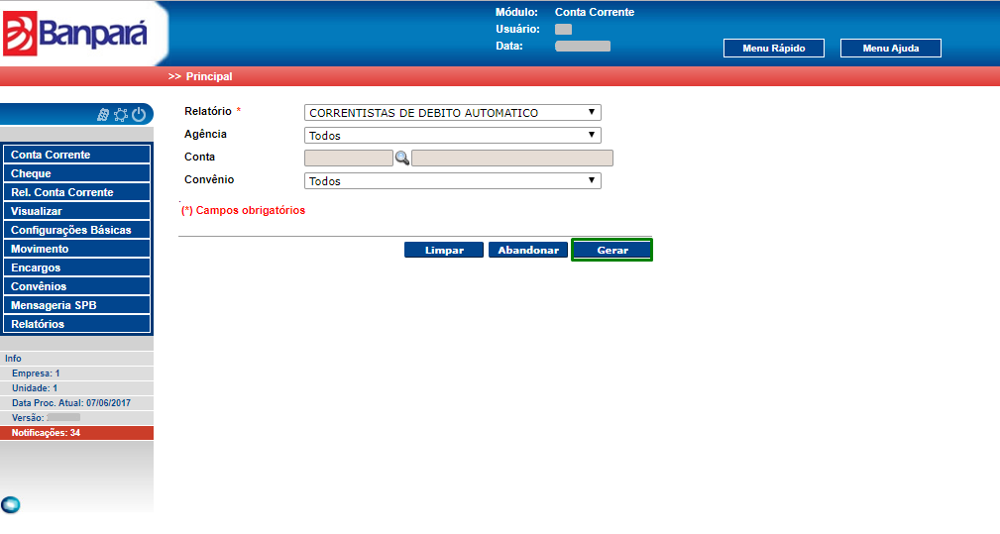 Banpará
Módulo: Conta Corrente
Usuário:
Data:
Menu Rápido Menu Ajuda
>> Principal
Conta Corrente
Cheque
Rel. Conta Corrente
Visualizar
Configurações Básicas
Movimento
Encargos
Convênios
Mensageria SPB
Relatórios
Info
Empresa: 1
Unidade: 1
Data Proc. Atual: 07/06/2017
Versão:
Notificações: 34
Relatório * CORRENTISTAS DE DEBITO AUTOMATICO
Agência Todos
Conta
Convênio Todos
(*) Campos obrigatórios
Limpar Abandonar Gerar